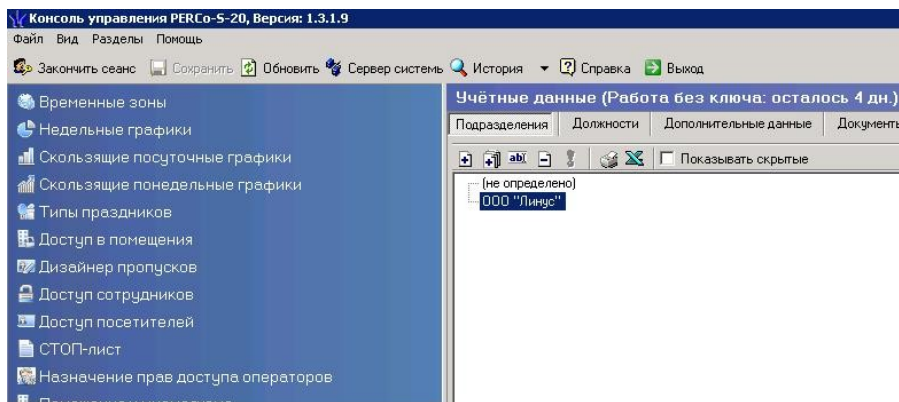 Консоль управления PERCo-S-20, Версия: 1.3.1.9
Файл Вид Разделы Помощь
Закончить сеанс Сохранить Обновить Сервер системы История Справка Выход
Временные зоны
Недельные графики
Скользящие посуточные графики
Скользящие понедельные графики
Типы праздников
Доступ в помещения
Дизайнер пропусков
Доступ сотрудников
Доступ посетителей
СТОП-лист
Назначение прав доступа операторов
Учётные данные (Работа без ключа: осталось 4 дн.)
Подразделения Должности Дополнительные данные Документы
abl Показывать скрытые
(не определено)
ООО "Линус"